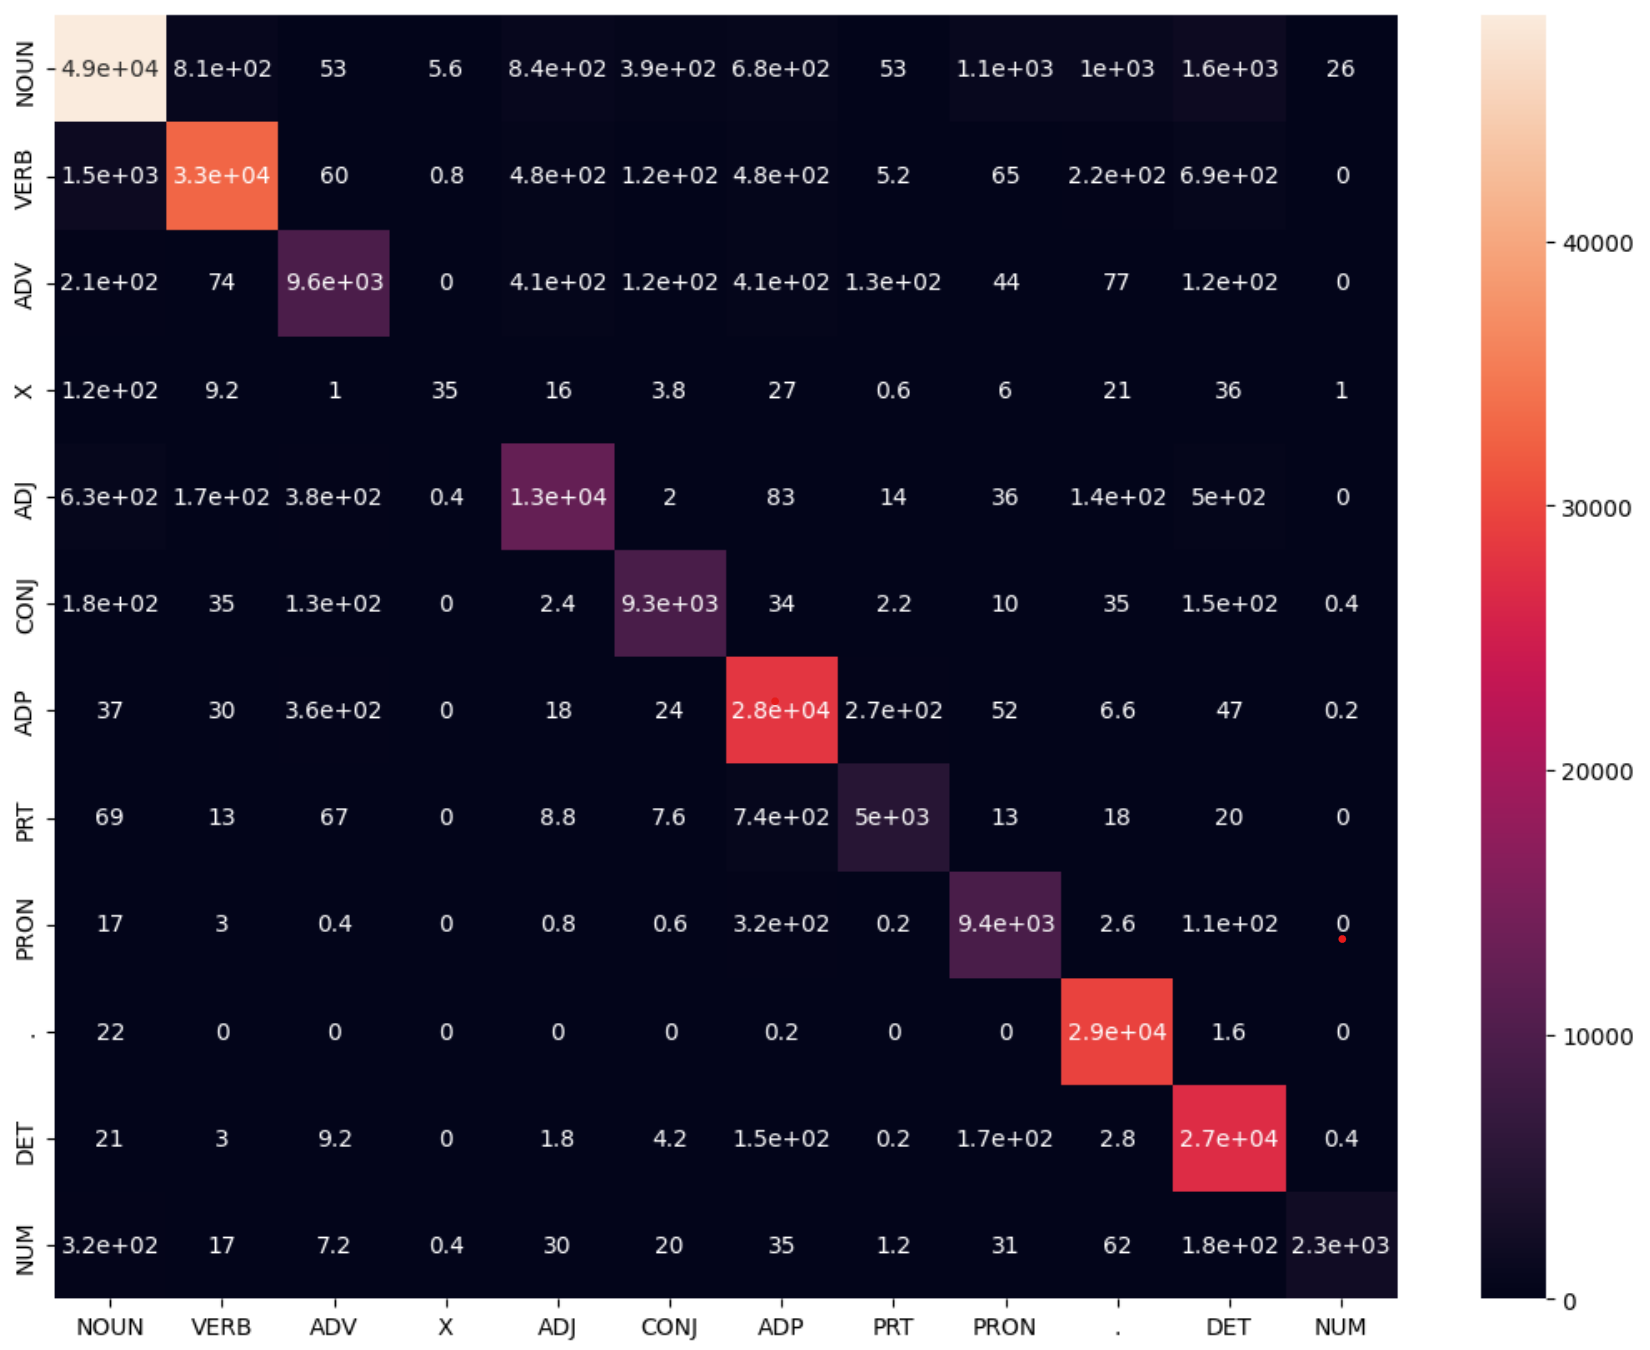 NOUN 4.9e+04 8.1e+02 53 5.6 8.4e+02 3.9e+02 6.8e+02 53 1.1e+03 1e+03 1.6e+03 26
VERB 1.5e+03 3.3e+04 60 0.8 4.8e+02 1.2e+02 4.8e+02 5.2 65 2.2e+02 6.9e+02 0
ADV 2.1e+02 74 9.6e+03 0 4.1e+02 1.2e+02 4.1e+02 1.3e+02 44 77 1.2e+02 0
X 1.2e+02 9.2 1 35 16 3.8 27 0.6 6 21 36 1
ADJ 6.3e+02 1.7e+02 3.8e+02 0.4 1.3e+04 2 83 14 36 1.4e+02 5e+02 0
CONJ 1.8e+02 35 1.3e+02 0 2.4 9.3e+03 34 2.2 10 35 1.5e+02 0.4
ADP 37 30 3.6e+02 0 18 24 2.8e+04 2.7e+02 52 6.6 47 0.2
PRT 69 13 67 0 8.8 7.6 7.4e+02 5e+03 13 18 20 0
PRON 17 3 0.4 0 0.8 0.6 3.2e+02 0.2 9.4e+03 2.6 1.1e+02 0
. 22 0 0 0 0 0 0.2 0 0 2.9e+04 1.6 0
DET 21 3 9.2 0 1.8 4.2 1.5e+02 0.2 1.7e+02 2.8 2.7e+04 0.4
NUM 3.2e+02 17 7.2 0.4 30 20 35 1.2 31 62 1.8e+02 2.3e+03
NOUN VERB ADV X ADJ CONJ ADP PRT PRON . DET NUM
40000
30000
20000
10000
0